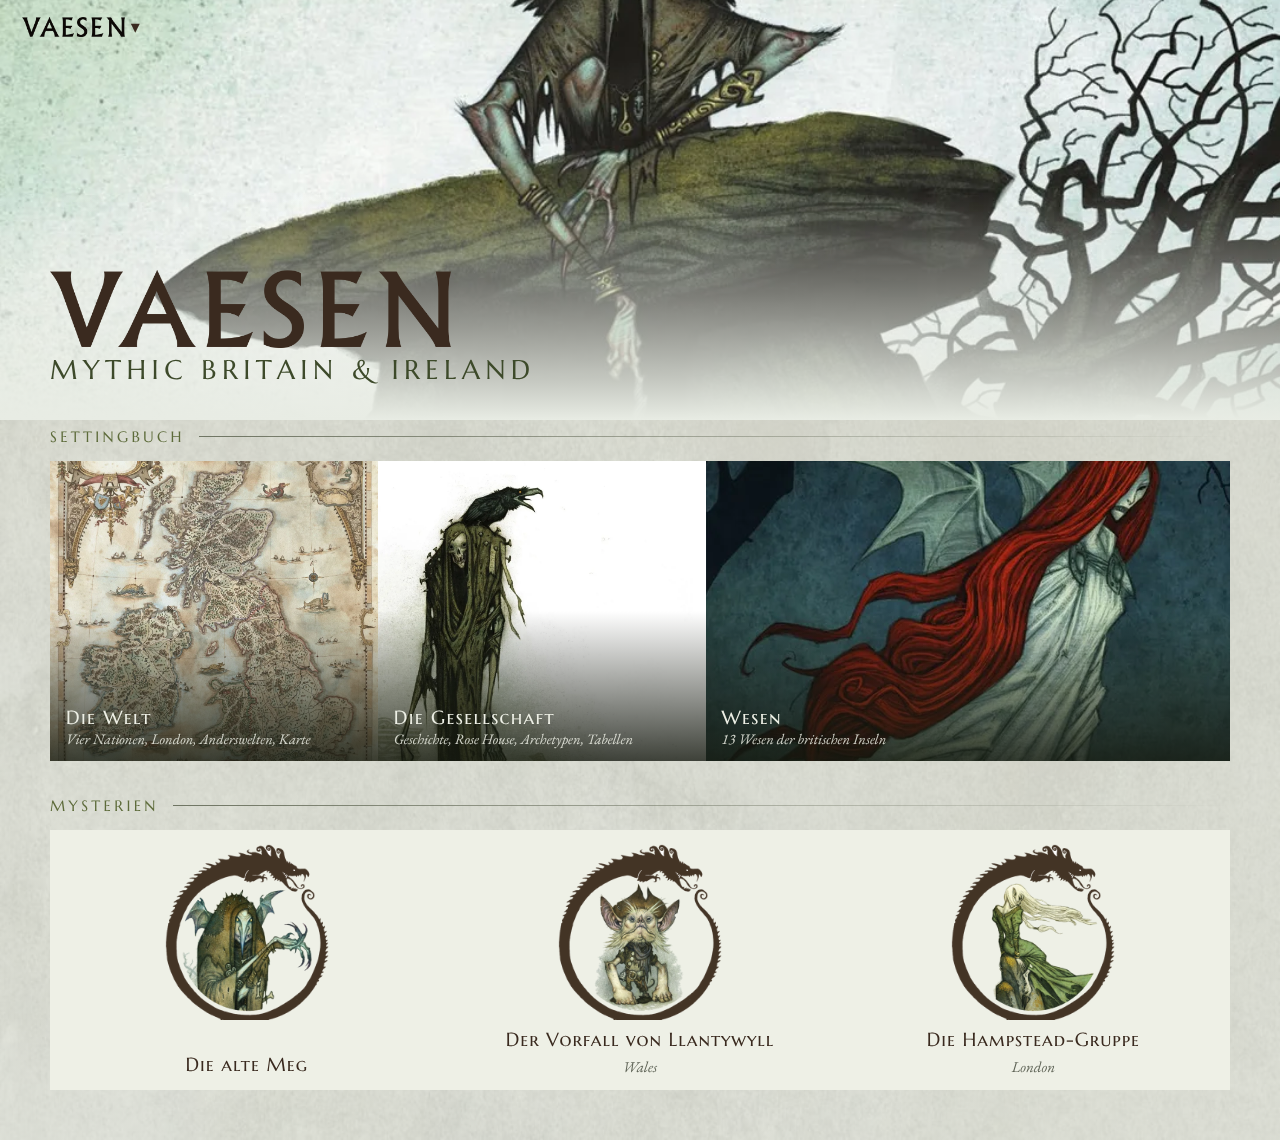 VAESEN▼
VAESEN
MYTHIC BRITAIN & IRELAND
SETTINGBUCH
Die Welt
Vier Nationen, London, Anderswelten, Karte
Die Gesellschaft
Geschichte, Rose House, Archetypen, Tabellen
Wesen
13 Wesen der britischen Inseln
MYSTERIEN
Die alte Meg
Der Vorfall von Llantywyll
Wales
Die Hampstead-Gruppe
London